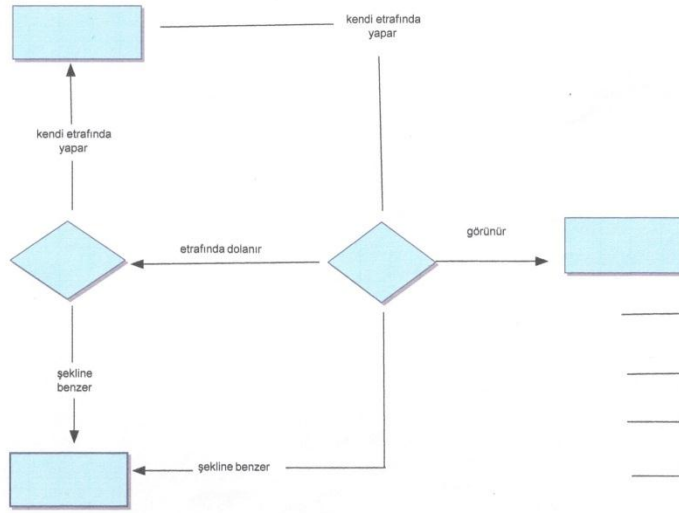 kendi etrafında
yapar
kendi etrafında
yapar
etrafında dolanır
görünür
şekline
benzer
şekline benzer